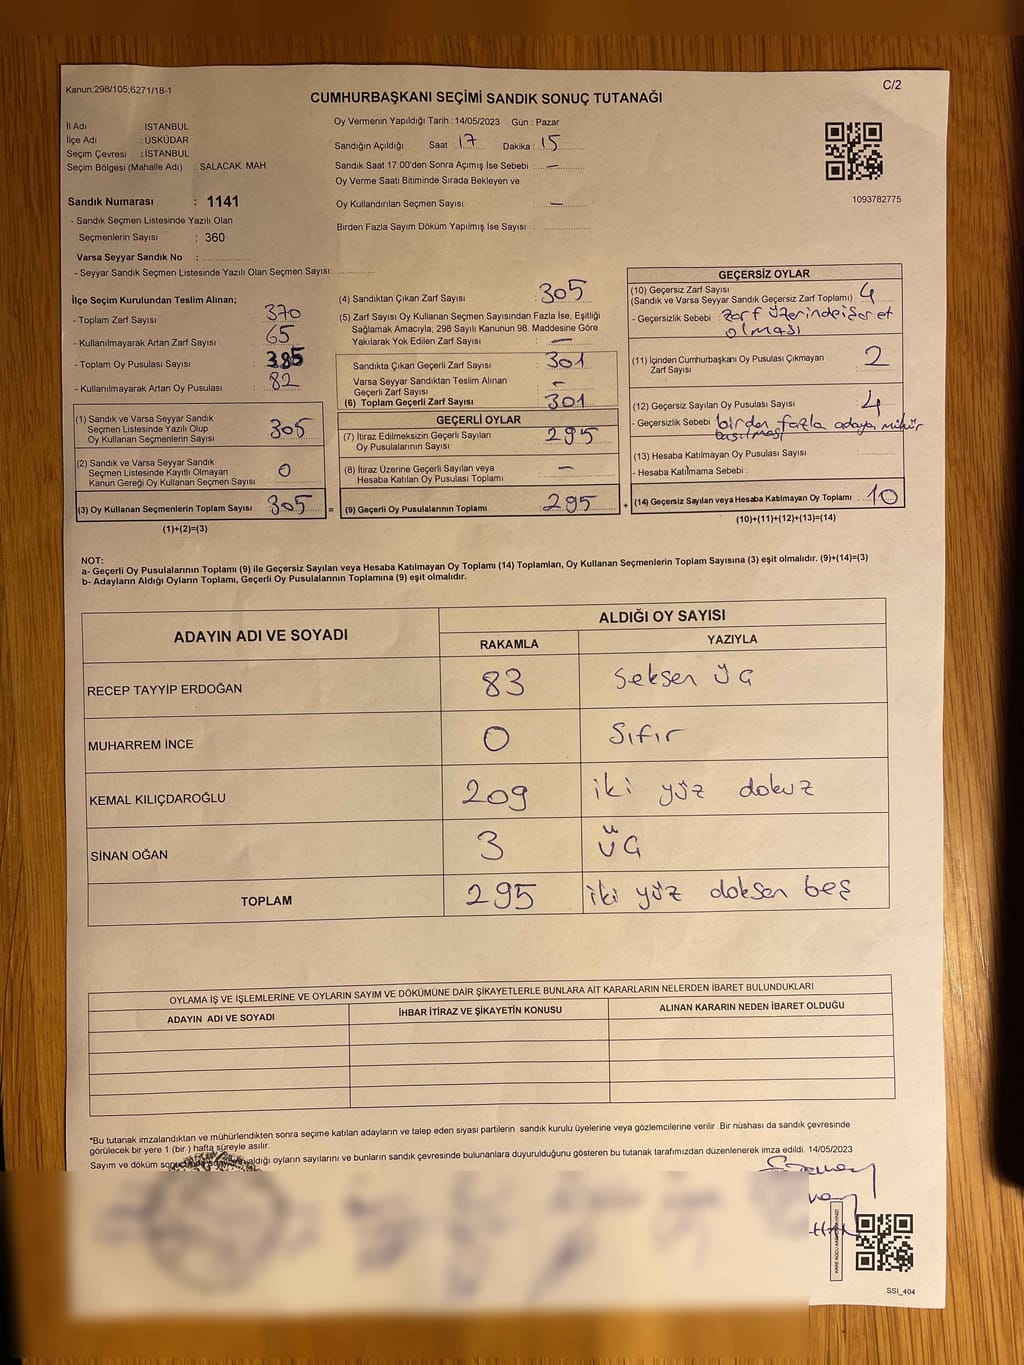 Kanun;298/105;6271/18-1
C/2
CUMHURBAŞKANI SEÇİMİ SANDIK SONUÇ TUTANAĞI
İl Adı : İSTANBUL
İlçe Adı : ÜSKÜDAR
Seçim Çevresi : İSTANBUL
Seçim Bölgesi (Mahalle Adı) : SALACAK MAH.
Sandık Numarası : 1141
- Sandık Seçmen Listesinde Yazılı Olan
Seçmenlerin Sayısı : 360
Varsa Seyyar Sandık No :
- Seyyar Sandık Seçmen Listesinde Yazılı Olan Seçmen Sayısı:
Oy Vermenin Yapıldığı Tarih : 14/05/2023 Gün : Pazar
Sandığın Açıldığı Saat : 17 Dakika : 15
Sandık Saat 17:00'den Sonra Açımış İse Sebebi : —
Oy Verme Saati Bitiminde Sırada Bekleyen ve
Oy Kullandırılan Seçmen Sayısı : —
Birden Fazla Sayım Döküm Yapılmış İse Sayısı :
1093782775
İlçe Seçim Kurulundan Teslim Alınan;
- Toplam Zarf Sayısı : 370
- Kullanılmayarak Artan Zarf Sayısı : 65
- Toplam Oy Pusulası Sayısı :
- Kullanılmayarak Artan Oy Pusulası : 82
(1) Sandık ve Varsa Seyyar Sandık
Seçmen Listesinde Yazılı Olup
Oy Kullanan Seçmenlerin Sayısı : 305
(2) Sandık ve Varsa Seyyar Sandık
Seçmen Listesinde Kayıtlı Olmayan
Kanun Gereği Oy Kullanan Seçmen Sayısı : 0
(3) Oy Kullanan Seçmenlerin Toplam Sayısı : 305 =
(1)+(2)=(3)
(4) Sandıktan Çıkan Zarf Sayısı : 305
(5) Zarf Sayısı Oy Kullanan Seçmen Sayısından Fazla İse, Eşitliği
Sağlamak Amacıyla; 298 Sayılı Kanunun 98. Maddesine Göre
Yakılarak Yok Edilen Zarf Sayısı : —
Sandıkta Çıkan Geçerli Zarf Sayısı : 301
Varsa Seyyar Sandıktan Teslim Alınan
Geçerli Zarf Sayısı : —
(6) Toplam Geçerli Zarf Sayısı : 301
GEÇERLİ OYLAR
(7) İtiraz Edilmeksizin Geçerli Sayılan
Oy Pusulalarının Sayısı : 295
(8) İtiraz Üzerine Geçerli Sayılan veya
Hesaba Katılan Oy Pusulası Toplamı : —
(9) Geçerli Oy Pusulalarının Toplamı : 295 +
GEÇERSİZ OYLAR
(10) Geçersiz Zarf Sayısı
(Sandık ve Varsa Seyyar Sandık Geçersiz Zarf Toplamı) : 4
- Geçersizlik Sebebi : Zarf üzerinde işaret
olması
(11) İçinden Cumhurbaşkanı Oy Pusulası Çıkmayan
Zarf Sayısı : 2
(12) Geçersiz Sayılan Oy Pusulası Sayısı : 4
- Geçersizlik Sebebi : birden fazla adaya mühür
basılması
(13) Hesaba Katılmayan Oy Pusulası Sayısı :
- Hesaba Katılmama Sebebi :
(14) Geçersiz Sayılan veya Hesaba Katılmayan Oy Toplamı : 10
(10)+(11)+(12)+(13)=(14)
NOT:
a- Geçerli Oy Pusulalarının Toplamı (9) ile Geçersiz Sayılan veya Hesaba Katılmayan Oy Toplamı (14) Toplamları, Oy Kullanan Seçmenlerin Toplam Sayısına (3) eşit olmalıdır. (9)+(14)=(3)
b- Adayların Aldığı Oyların Toplamı, Geçerli Oy Pusulalarının Toplamına (9) eşit olmalıdır.
ADAYIN ADI VE SOYADI
ALDIĞI OY SAYISI
RAKAMLA YAZIYLA
RECEP TAYYİP ERDOĞAN 83 Seksen üç
MUHARREM İNCE 0 Sıfır
KEMAL KILIÇDAROĞLU 209 iki yüz dokuz
SİNAN OĞAN 3 üç
TOPLAM 295 iki yüz doksan beş
OYLAMA İŞ VE İŞLEMLERİNE VE OYLARIN SAYIM VE DÖKÜMÜNE DAİR ŞİKAYETLERLE BUNLARA AİT KARARLARIN NELERDEN İBARET BULUNDUKLARI
ADAYIN ADI VE SOYADI İHBAR İTİRAZ VE ŞİKAYETİN KONUSU ALINAN KARARIN NEDEN İBARET OLDUĞU
*Bu tutanak imzalandıktan ve mühürlendikten sonra seçime katılan adayların ve talep eden siyasi partilerin sandık kurulu üyelerine veya gözlemcilerine verilir .Bir nüshası da sandık çevresinde
görülecek bir yere 1 (bir ) hafta süreyle asılır.
Sayım ve döküm aldığı oyların sayılarını ve bunların sandık çevresinde bulunanlara duyurulduğunu gösteren bu tutanak tarafımızdan düzenlenerek imza edildi. 14/05/2023
SSI_404